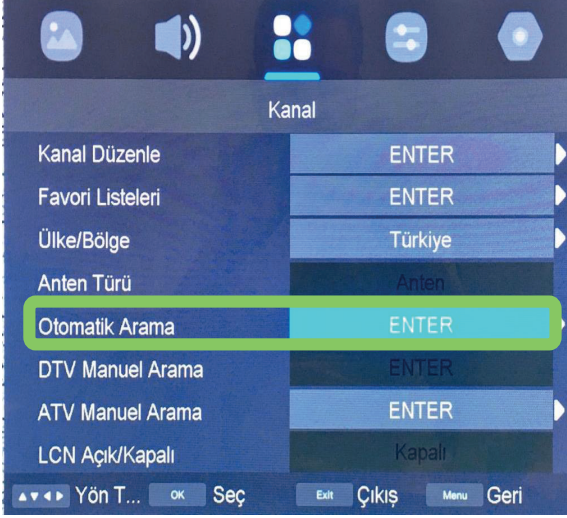 Kanal
Kanal Düzenle ENTER
Favori Listeleri ENTER
Ülke/Bölge Türkiye
Anten Türü Anten
Otomatik Arama ENTER
DTV Manuel Arama ENTER
ATV Manuel Arama ENTER
LCN Açık/Kapalı Kapalı
Yön T... OK Seç Exit Çıkış Menu Geri